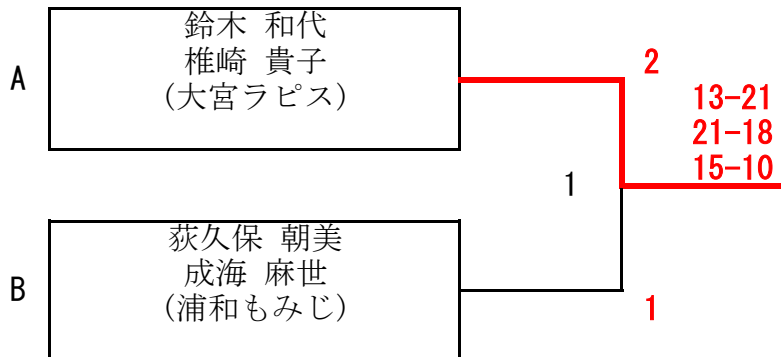 A
鈴木 和代
椎崎 貴子
(大宮ラピス)
2
13-21
21-18
15-10
1
B
荻久保 朝美
成海 麻世
(浦和もみじ)
1